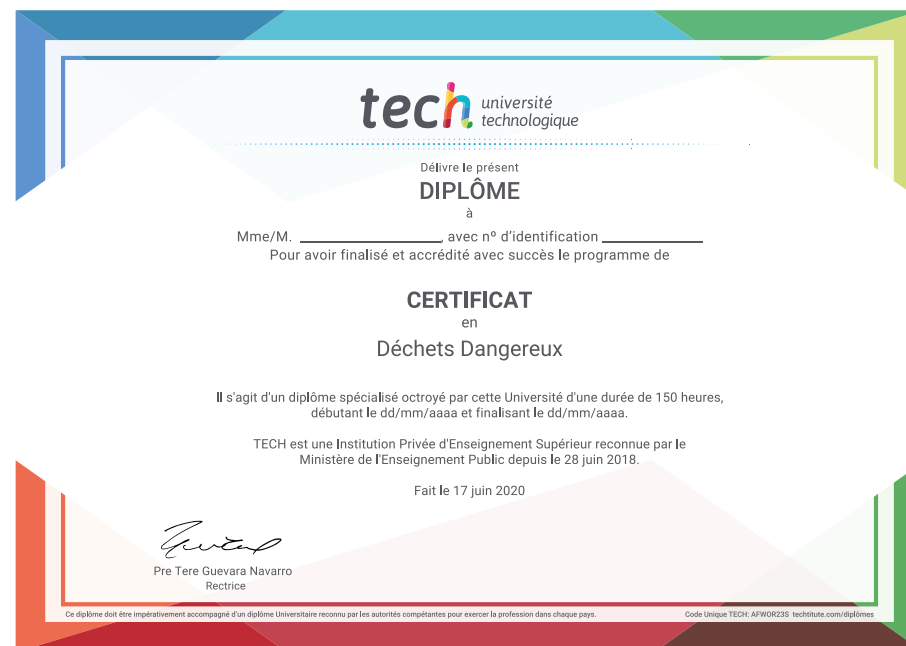 tech université
technologique
Délivre le présent
DIPLÔME
à
Mme/M. ____________________, avec nº d'identification ______________
Pour avoir finalisé et accrédité avec succès le programme de
CERTIFICAT
en
Déchets Dangereux
Il s'agit d'un diplôme spécialisé octroyé par cette Université d'une durée de 150 heures,
débutant le dd/mm/aaaa et finalisant le dd/mm/aaaa.
TECH est une Institution Privée d'Enseignement Supérieur reconnue par le
Ministère de l'Enseignement Public depuis le 28 juin 2018.
Fait le 17 juin 2020
Pre Tere Guevara Navarro
Rectrice
Ce diplôme doit être impérativement accompagné d'un diplôme Universitaire reconnu par les autorités compétentes pour exercer la profession dans chaque pays.
Code Unique TECH: AFWOR23S techtitute.com/diplômes